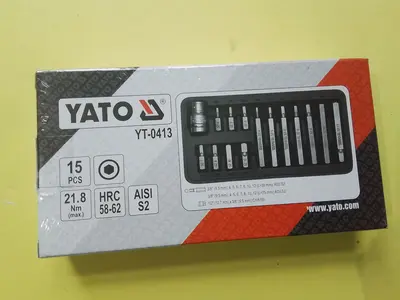 YATO
YT-0413
15
PCS
21.8
Nm
(max.)
HRC
58-62
AISI
S2
www.yato.com